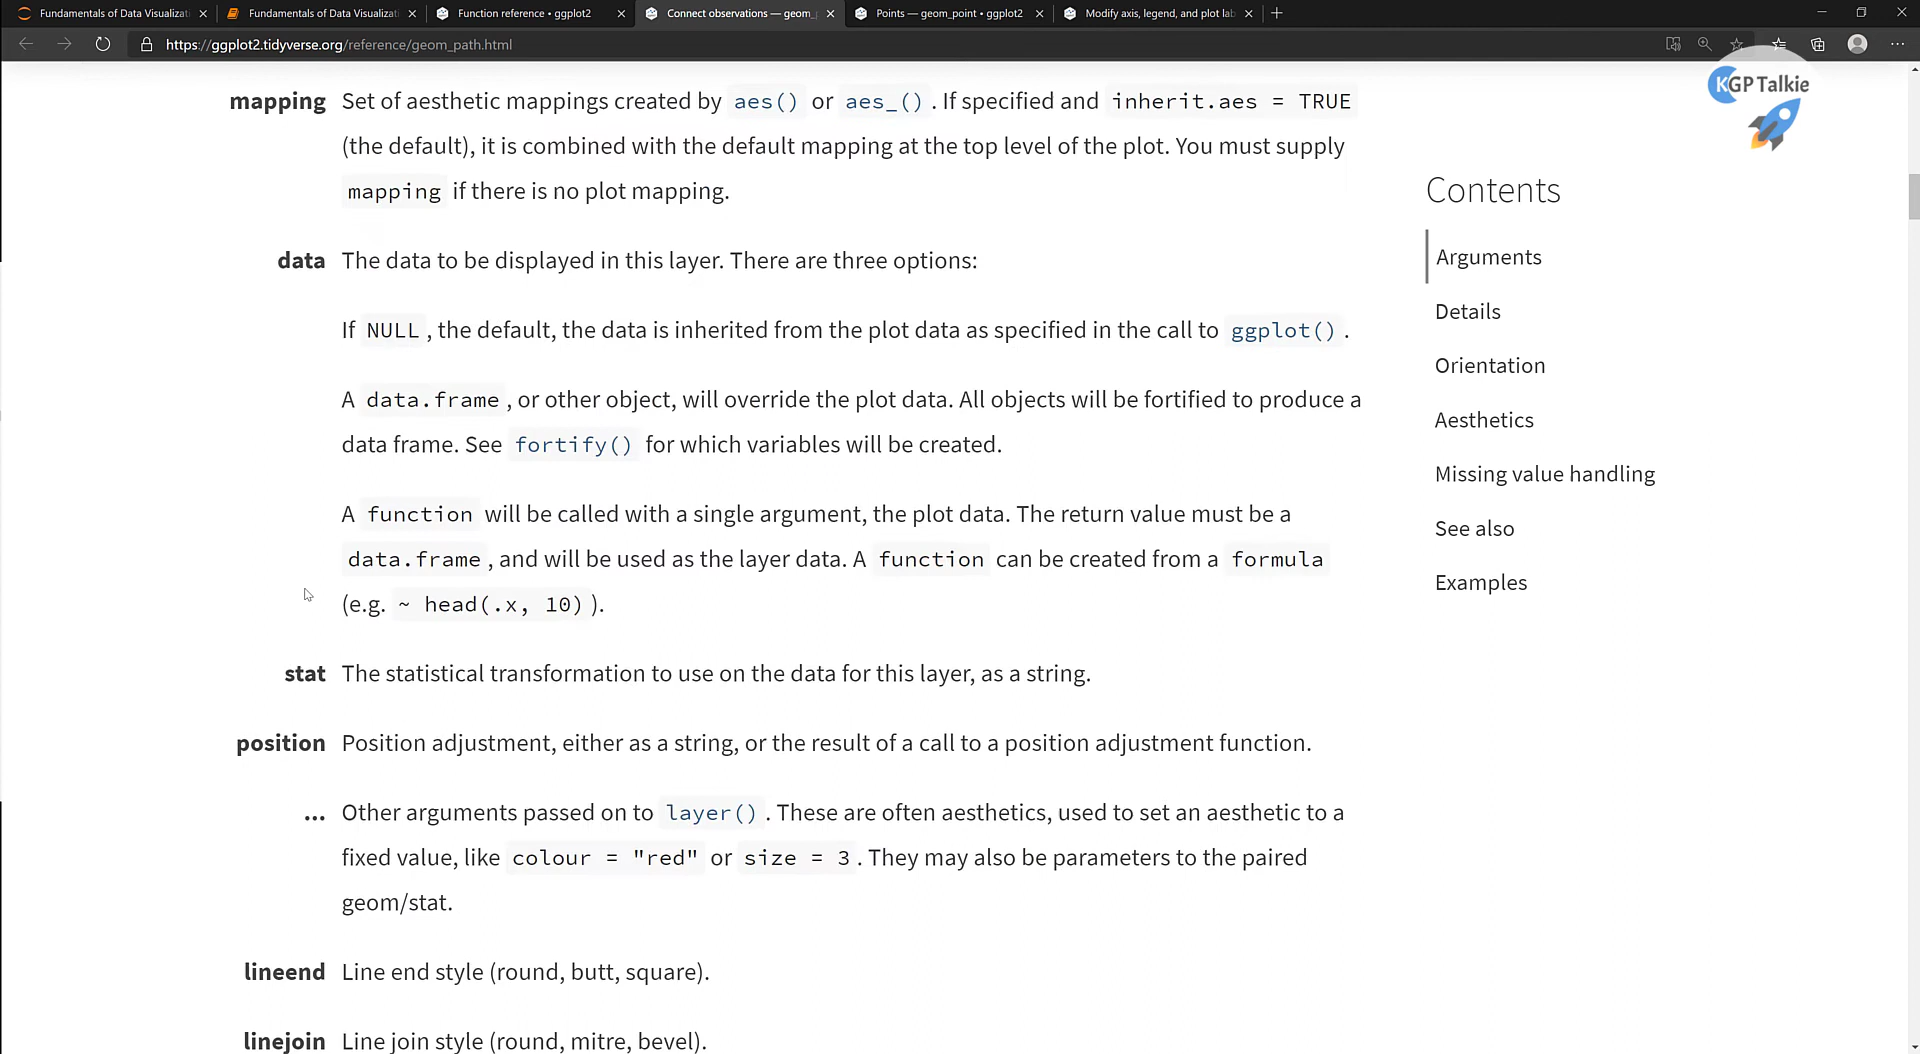 Fundamentals of Data Visualizati
Fundamentals of Data Visualizati
Function reference • ggplot2
Connect observations — geom_p
Points — geom_point • ggplot2
Modify axis, legend, and plot lab
https://ggplot2.tidyverse.org/reference/geom_path.html
KGP Talkie
mapping Set of aesthetic mappings created by aes() or aes_(). If specified and inherit.aes = TRUE
(the default), it is combined with the default mapping at the top level of the plot. You must supply
mapping if there is no plot mapping.
data The data to be displayed in this layer. There are three options:
If NULL, the default, the data is inherited from the plot data as specified in the call to ggplot().
A data.frame, or other object, will override the plot data. All objects will be fortified to produce a
data frame. See fortify() for which variables will be created.
A function will be called with a single argument, the plot data. The return value must be a
data.frame, and will be used as the layer data. A function can be created from a formula
(e.g. ~ head(.x, 10)).
stat The statistical transformation to use on the data for this layer, as a string.
position Position adjustment, either as a string, or the result of a call to a position adjustment function.
... Other arguments passed on to layer(). These are often aesthetics, used to set an aesthetic to a
fixed value, like colour = "red" or size = 3. They may also be parameters to the paired
geom/stat.
lineend Line end style (round, butt, square).
linejoin Line join style (round, mitre, bevel).
Contents
Arguments
Details
Orientation
Aesthetics
Missing value handling
See also
Examples